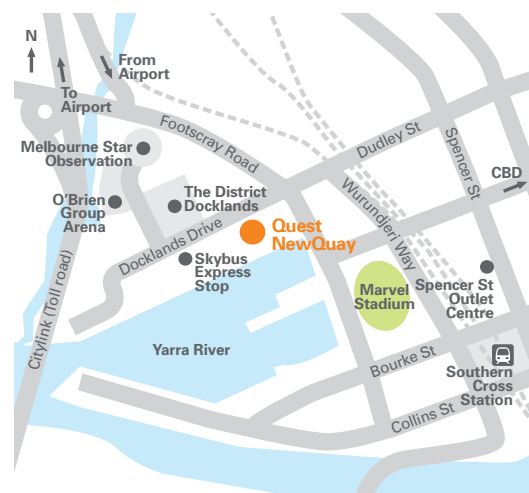 N
From
Airport
To
Airport
Footscray Road
Melbourne Star
Observation
Dudley St
Spencer St
CBD
O'Brien
Group
Arena
The District
Docklands
Wurundjeri Way
Quest
NewQuay
Docklands Drive
Skybus
Express
Stop
Marvel
Stadium
Spencer St
Outlet
Centre
Citylink (Toll road)
Yarra River
Bourke St
Southern
Cross
Station
Collins St